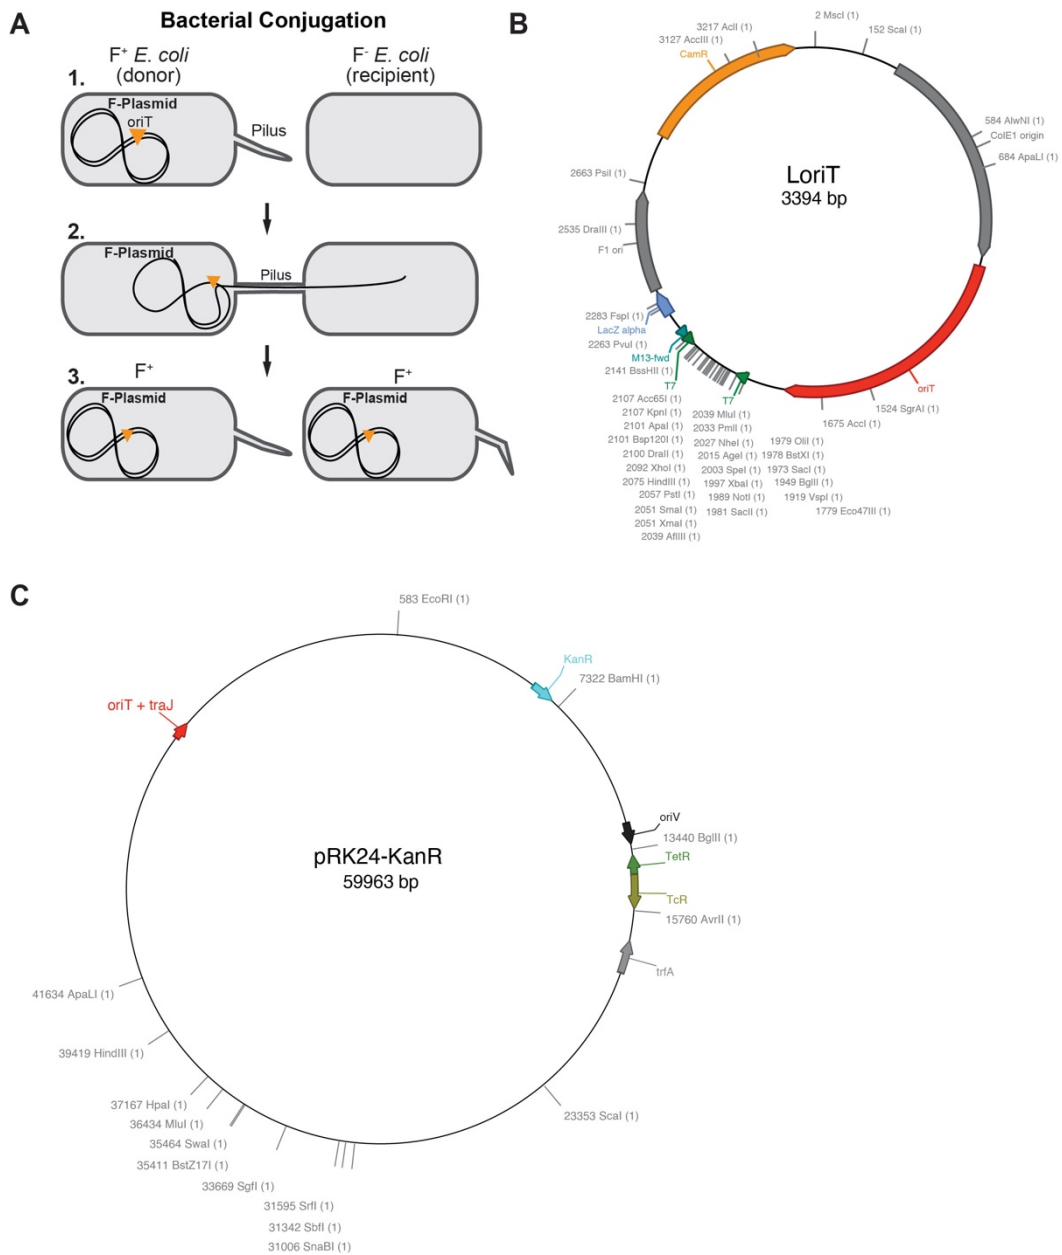 A
Bacterial Conjugation
F+ E. coli
(donor)
F- E. coli
(recipient)
1.
F-Plasmid
oriT
Pilus
2.
F-Plasmid
Pilus
3.
F+
F+
F-Plasmid
F-Plasmid
B
LoriT
3394 bp
2 MscI (1)
152 ScaI (1)
584 AlwNI (1)
ColE1 origin
684 ApaLI (1)
oriT
1524 SgrAI (1)
1675 AccI (1)
3217 AclI (1)
3127 AccIII (1)
CamR
2663 PsiI (1)
2535 DraIII (1)
F1 ori
2283 FspI (1)
LacZ alpha
2263 PvuI (1)
M13-fwd
2141 BssHII (1)
T7
T7
2107 Acc65I (1)
2107 KpnI (1)
2101 ApaI (1)
2101 Bsp120I (1)
2100 DraII (1)
2092 XhoI (1)
2075 HindIII (1)
2057 PstI (1)
2051 SmaI (1)
2051 XmaI (1)
2039 AflIII (1)
2039 MluI (1)
2033 PmlI (1)
2027 NheI (1)
2015 AgeI (1)
2003 SpeI (1)
1997 XbaI (1)
1989 NotI (1)
1981 SacII (1)
1979 OliI (1)
1978 BstXI (1)
1973 SacI (1)
1949 BglII (1)
1919 VspI (1)
1779 Eco47III (1)
C
pRK24-KanR
59963 bp
583 EcoRI (1)
KanR
7322 BamHI (1)
oriT + traJ
oriV
13440 BglII (1)
TetR
TcR
15760 AvrII (1)
trfA
23353 ScaI (1)
41634 ApaLI (1)
39419 HindIII (1)
37167 HpaI (1)
36434 MluI (1)
35464 SwaI (1)
35411 BstZ17I (1)
33669 SgfI (1)
31595 SrfI (1)
31342 SbfI (1)
31006 SnaBI (1)